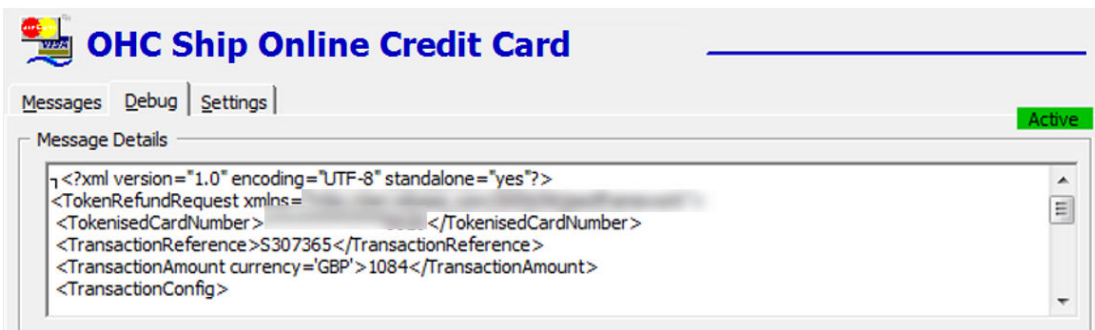 OHC Ship Online Credit Card
Messages Debug Settings
Active
Message Details
┐<?xml version="1.0" encoding="UTF-8" standalone="yes"?>
<TokenRefundRequest xmlns=
<TokenisedCardNumber> </TokenisedCardNumber>
<TransactionReference>S307365</TransactionReference>
<TransactionAmount currency='GBP'>1084</TransactionAmount>
<TransactionConfig>